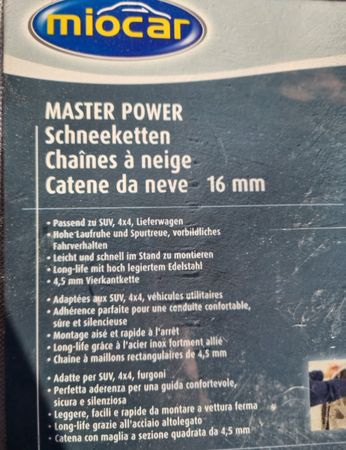 miocar
MASTER POWER
Schneeketten
Chaînes à neige
Catene da neve 16 mm
• Passend zu SUV, 4x4, Lieferwagen
• Hohe Laufruhe und Spurtreue, vorbildliches
Fahrverhalten
• Leicht und schnell im Stand zu montieren
• Long-life mit hoch legiertem Edelstahl
• 4,5 mm Vierkantkette
• Adaptées aux SUV, 4x4, véhicules utilitaires
• Adhérence parfaite pour une conduite confortable,
sûre et silencieuse
• Montage aisé et rapide à l'arrêt
• Long-life grâce à l'acier inox fortment allié
• Chaîne à maillons rectangulaires de 4,5 mm
• Adatte per SUV, 4x4, furgoni
• Perfetta aderenza per una guida confortevole,
sicura e silenziosa
• Leggere, facili e rapide da montare a vettura ferma
• Long-life grazie all'acciaio altolegato
• Catena con maglia a sezione quadrata da 4,5 mm